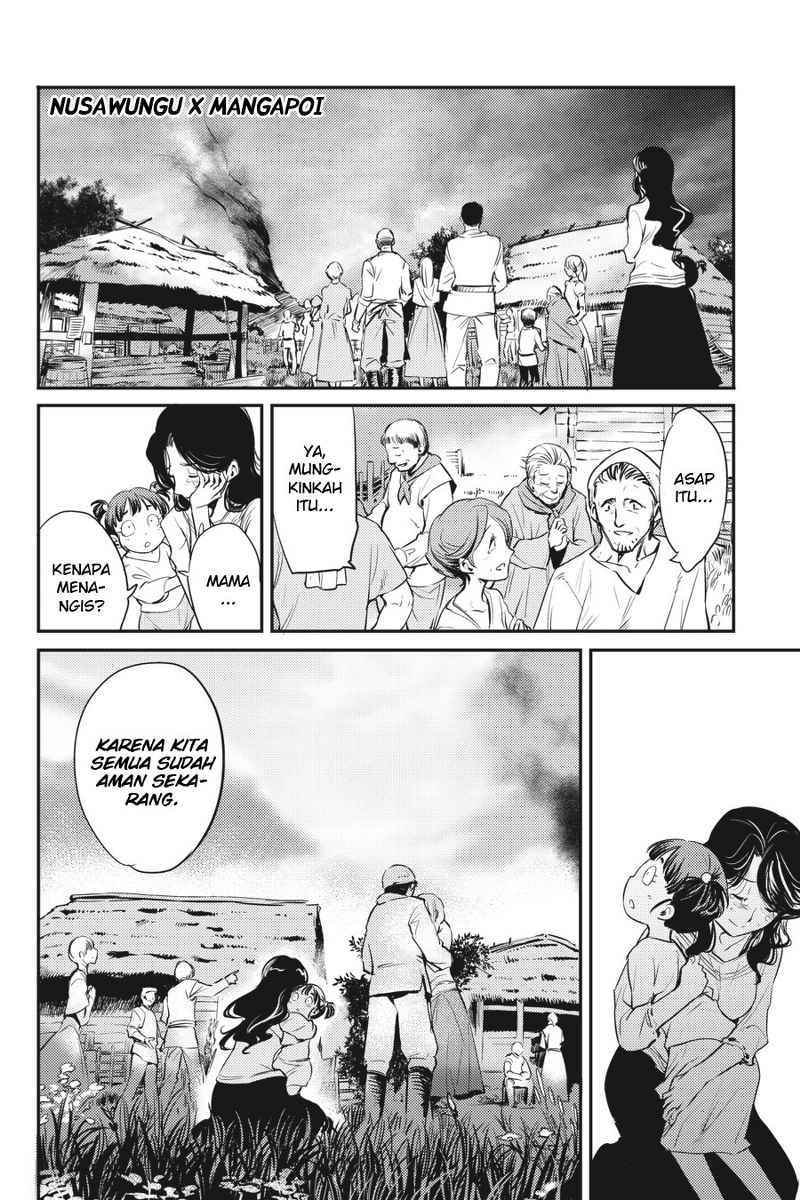 NUSAWUNGU X MANGAPOI
ASAP
ITU...
YA,
MUNG-
KINKAH
ITU...
MAMA
...
KENAPA
MENA-
NGIS?
KARENA KITA
SEMUA SUDAH
AMAN SEKA-
RANG.